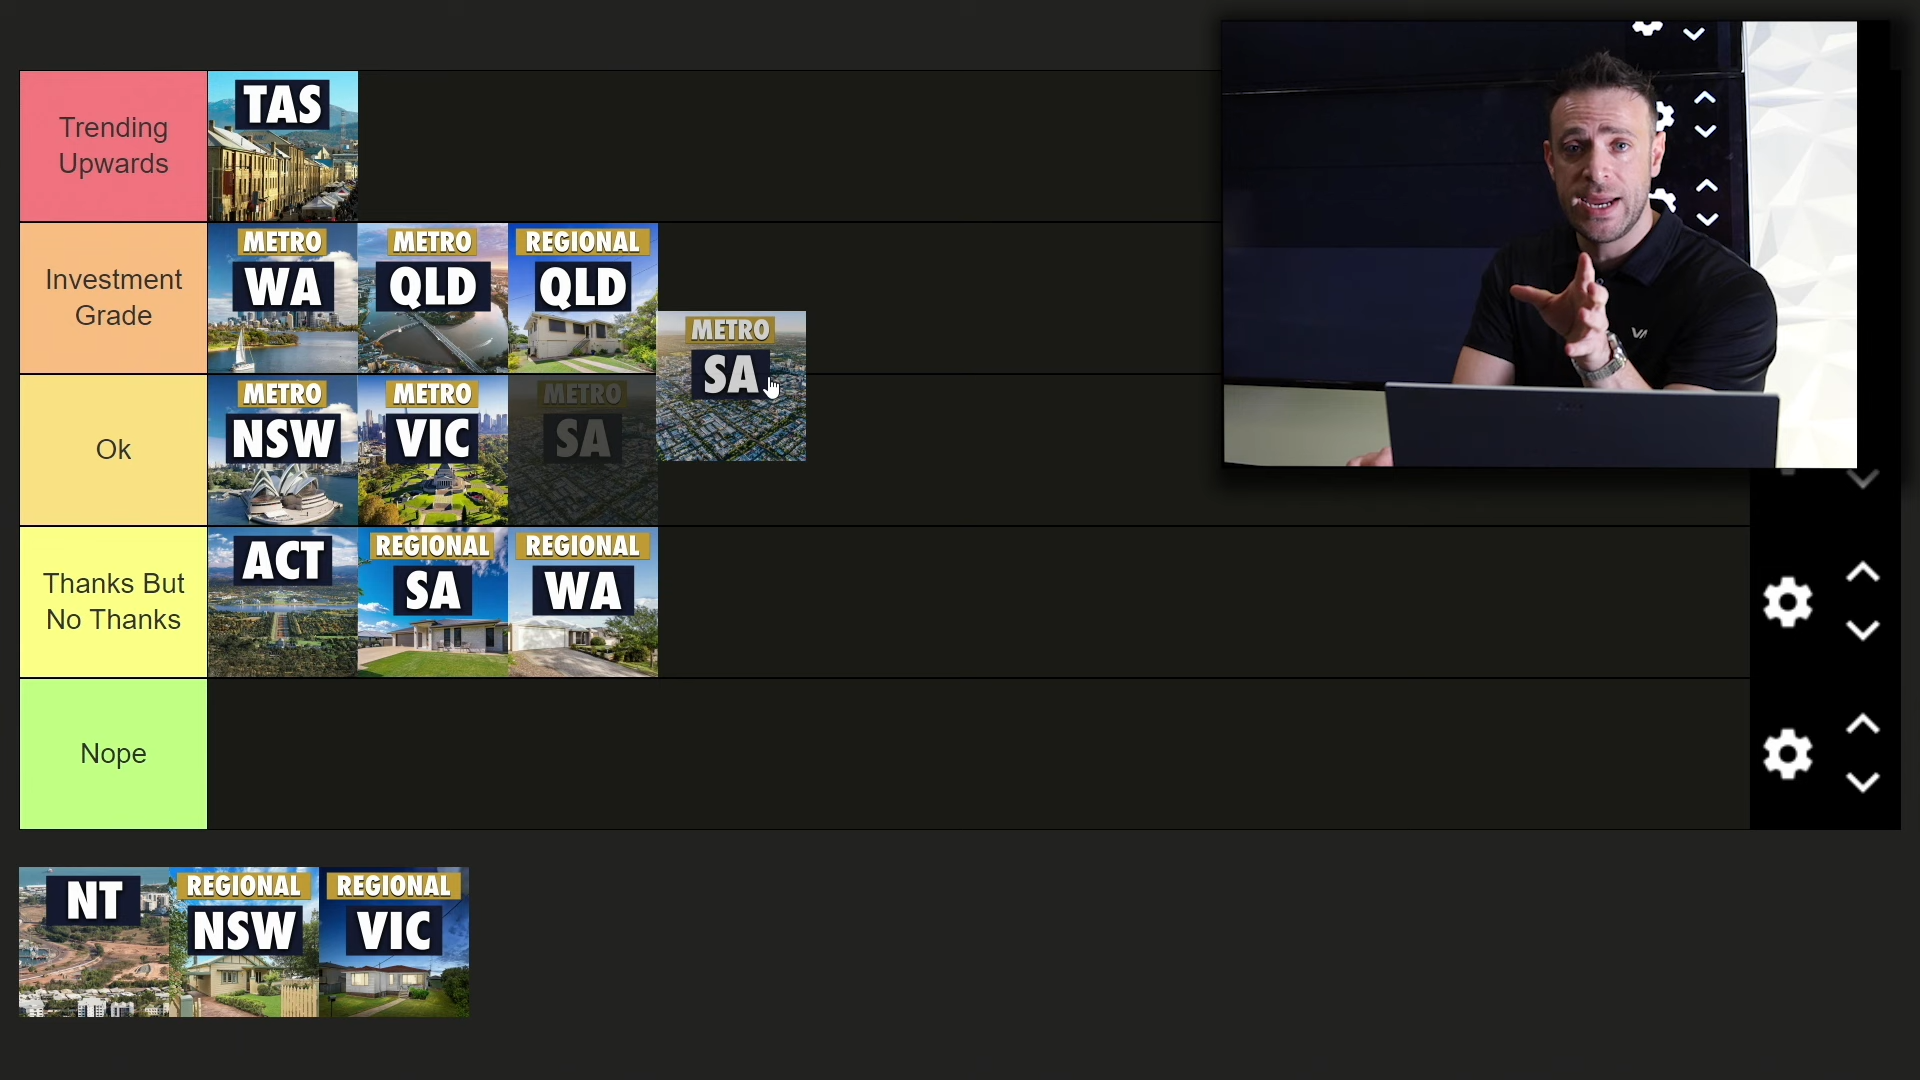 Trending
Upwards
TAS
Investment
Grade
METRO
WA
METRO
QLD
REGIONAL
QLD
METRO
SA
Ok
METRO
NSW
METRO
VIC
METRO
SA
Thanks But
No Thanks
ACT
REGIONAL
SA
REGIONAL
WA
Nope
NT
REGIONAL
NSW
REGIONAL
VIC